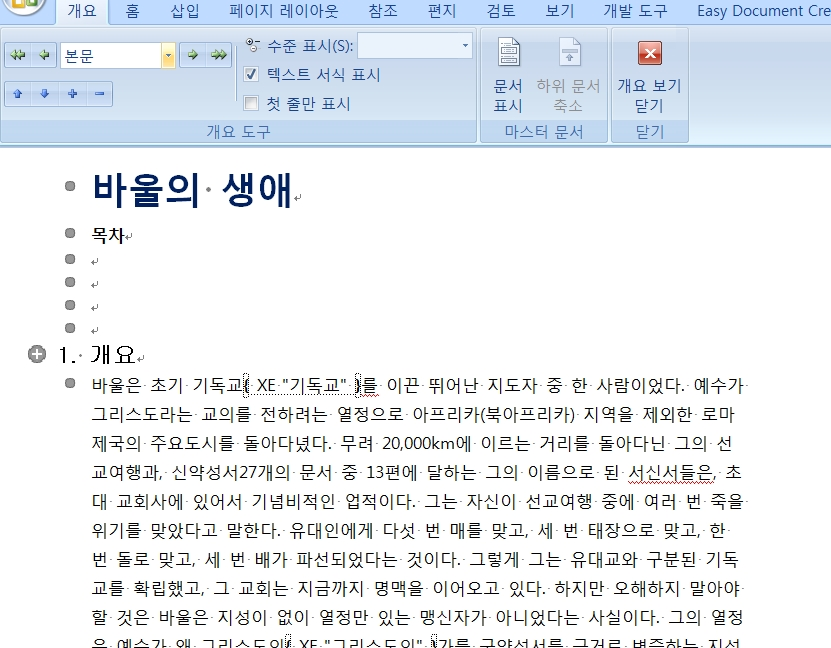 개요 홈 삽입 페이지 레이아웃 참조 편지 검토 보기 개발 도구 Easy Document Cre
본문 수준 표시(S):
텍스트 서식 표시
첫 줄만 표시
문서 표시
하위 문서 축소
개요 보기 닫기
개요 도구 마스터 문서 닫기
바울의 생애
목차
1. 개요
바울은 초기 기독교{ XE "기독교" }를 이끈 뛰어난 지도자 중 한 사람이었다. 예수가
그리스도라는 교의를 전하려는 열정으로 아프리카(북아프리카) 지역을 제외한 로마
제국의 주요도시를 돌아다녔다. 무려 20,000km에 이르는 거리를 돌아다닌 그의 선
교여행과, 신약성서27개의 문서 중 13편에 달하는 그의 이름으로 된 서신서들은, 초
대 교회사에 있어서 기념비적인 업적이다. 그는 자신이 선교여행 중에 여러 번 죽을
위기를 맞았다고 말한다. 유대인에게 다섯 번 매를 맞고, 세 번 태장으로 맞고, 한
번 돌로 맞고, 세 번 배가 파선되었다는 것이다. 그렇게 그는 유대교와 구분된 기독
교를 확립했고, 그 교회는 지금까지 명맥을 이어오고 있다. 하지만 오해하지 말아야
할 것은 바울은 지성이 없이 열정만 있는 맹신자가 아니었다는 사실이다. 그의 열정
은 예수가 왜 그리스도인{ XE "그리스도인" }가를 구약성서를 근거로 변증하는 지성